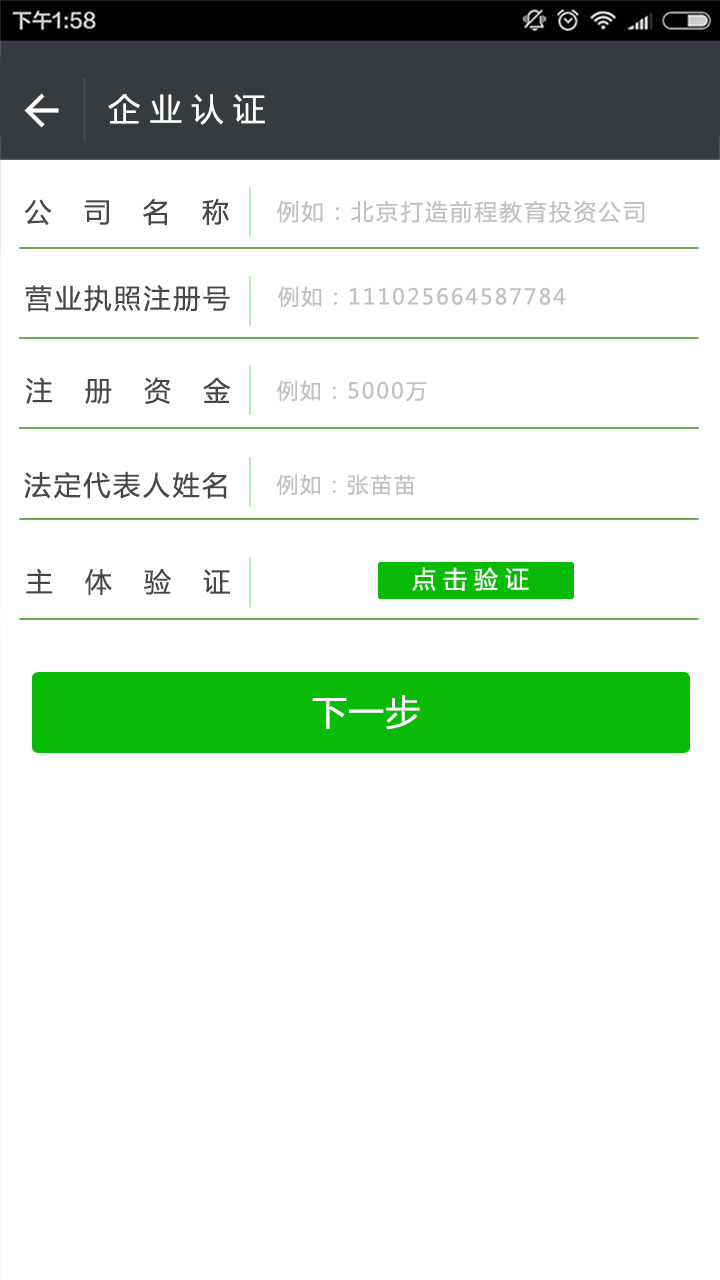 下午1:58
企业认证
公司名称 例如：北京打造前程教育投资公司
营业执照注册号 例如：111025664587784
注册资金 例如：5000万
法定代表人姓名 例如：张苗苗
主体验证 点击验证
下一步